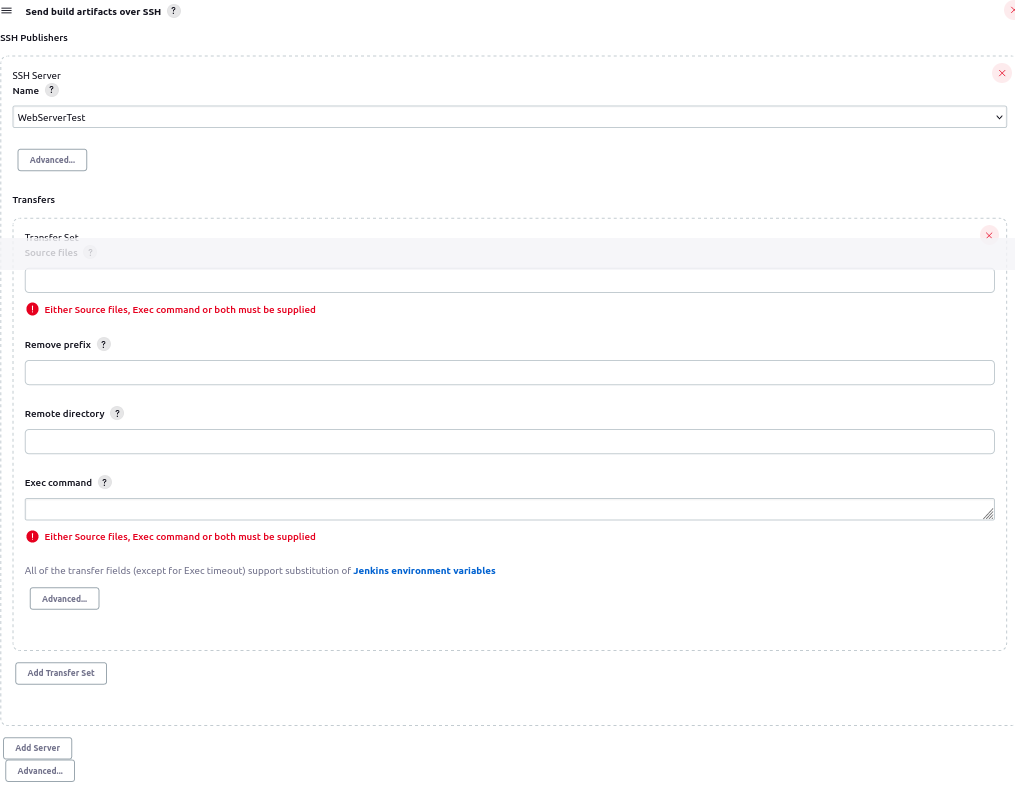 Send build artifacts over SSH ?
SSH Publishers
SSH Server
Name ?
WebServerTest
Advanced...
Transfers
Transfer Set
Source files ?
Either Source files, Exec command or both must be supplied
Remove prefix ?
Remote directory ?
Exec command ?
Either Source files, Exec command or both must be supplied
All of the transfer fields (except for Exec timeout) support substitution of Jenkins environment variables
Advanced...
Add Transfer Set
Add Server
Advanced...